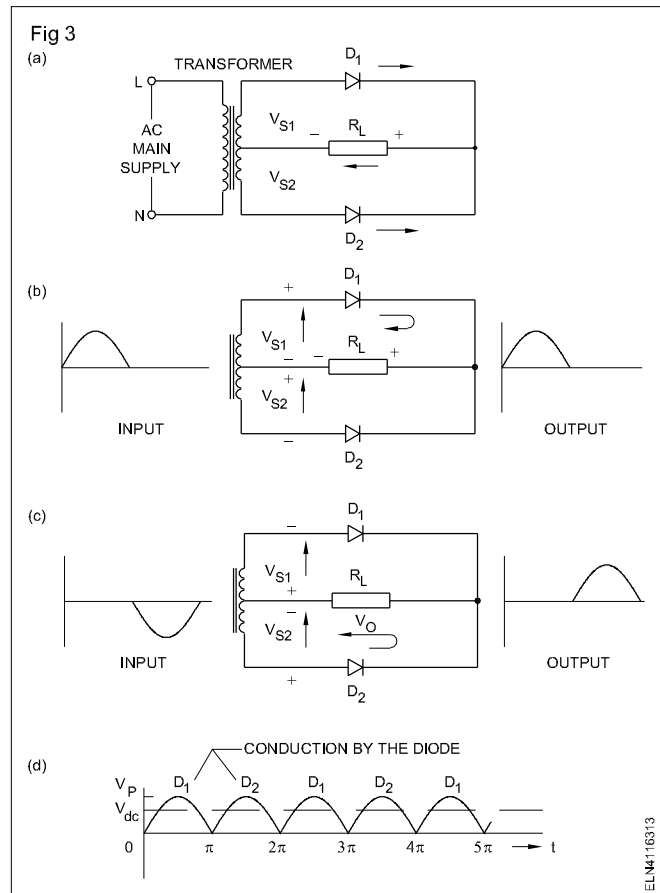 Fig 3
(a)
TRANSFORMER
D1
L
AC
MAIN
SUPPLY
N
VS1
– RL +
VS2
D2
(b)
D1
+
VS1
– – RL +
+
VS2
–
D2
INPUT
OUTPUT
(c)
D1
–
VS1
RL
+
–
VS2
VO
+
D2
INPUT
OUTPUT
(d)
CONDUCTION BY THE DIODE
VP
D1 D2 D1 D2 D1
Vdc
0 π 2π 3π 4π 5π t
ELN4116313